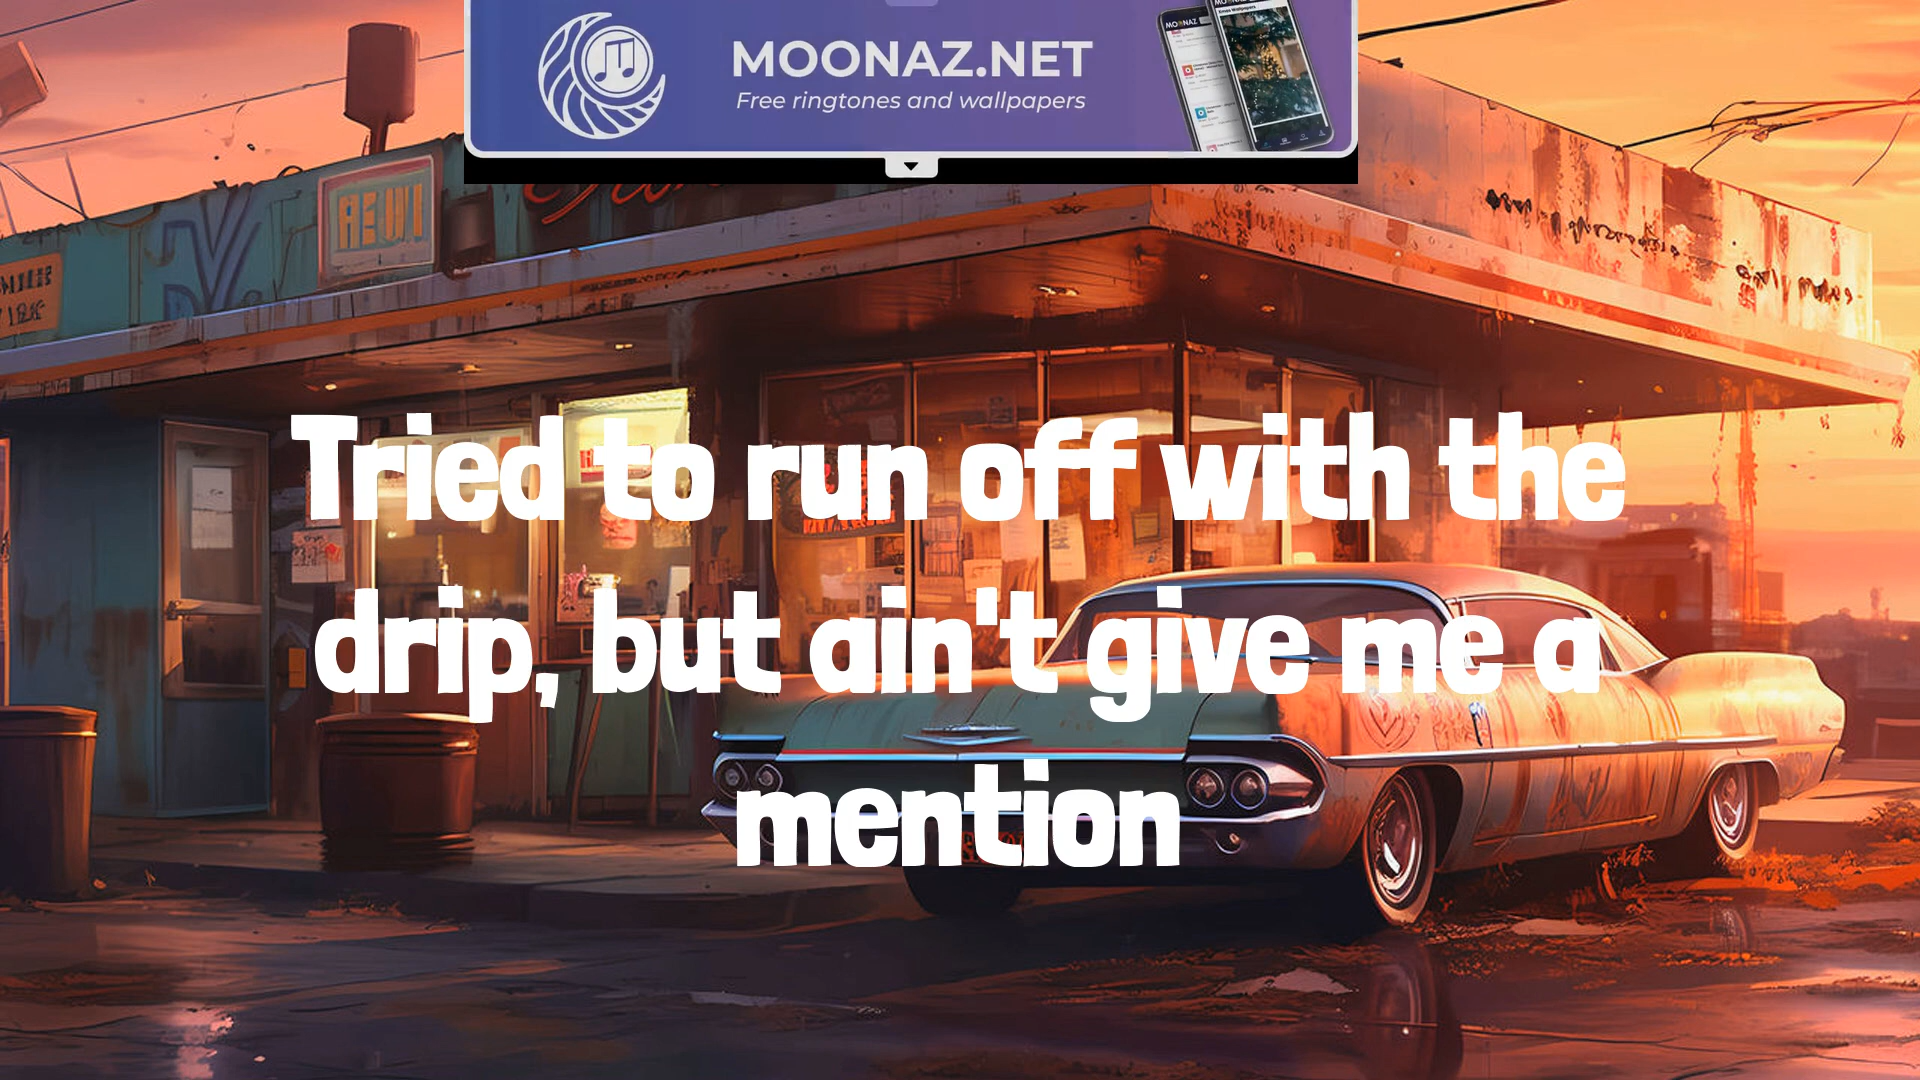 MOONAZ.NET
Free ringtones and wallpapers
Tried to run off with the
drip, but ain't give me a
mention